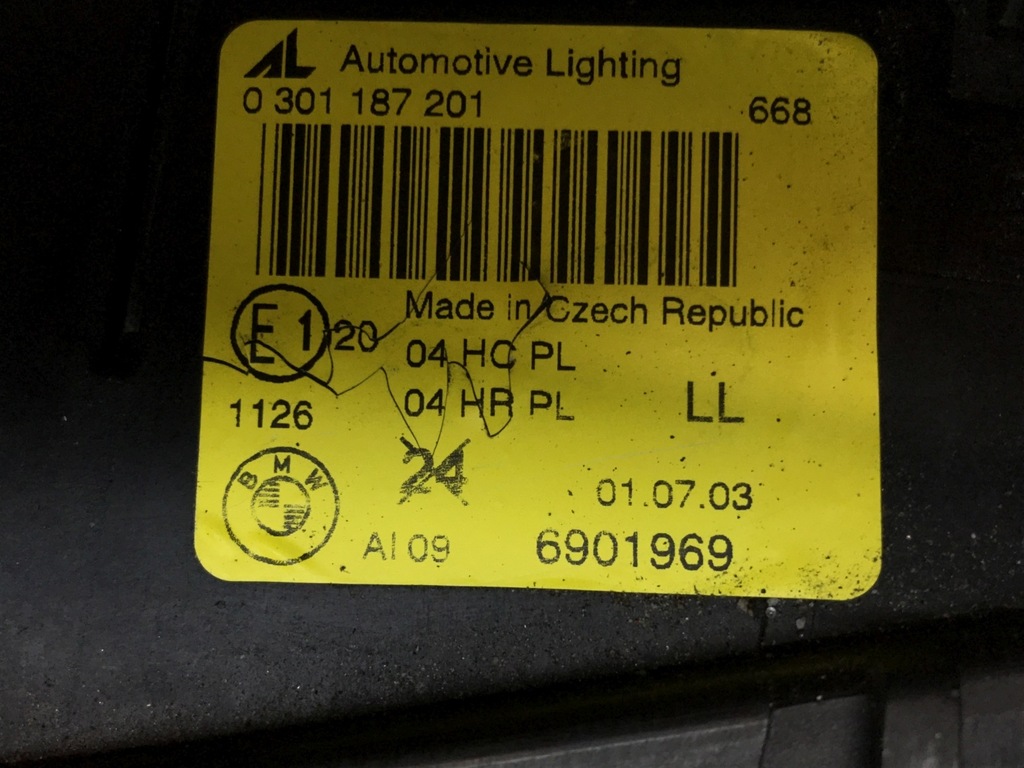 AL Automotive Lighting
0 301 187 201 668
Made in Czech Republic
E1 20 04 HC PL
04 HR PL LL
1126
BMW
24
01.07.03
AI 09 6901969